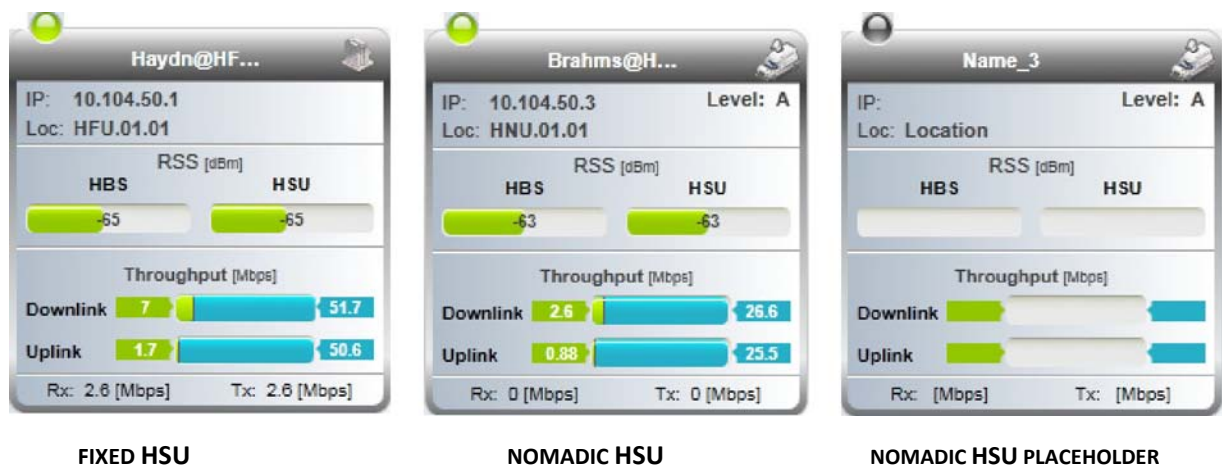 Haydn@HF...
IP: 10.104.50.1
Loc: HFU.01.01
RSS [dBm]
HBS HSU
-65 -65
Throughput [Mbps]
Downlink 7 51.7
Uplink 1.7 50.6
Rx: 2.6 [Mbps] Tx: 2.6 [Mbps]
FIXED HSU
Brahms@H...
IP: 10.104.50.3 Level: A
Loc: HNU.01.01
RSS [dBm]
HBS HSU
-63 -63
Throughput [Mbps]
Downlink 2.6 26.6
Uplink 0.88 25.5
Rx: 0 [Mbps] Tx: 0 [Mbps]
NOMADIC HSU
Name_3
IP: Level: A
Loc: Location
RSS [dBm]
HBS HSU
Throughput [Mbps]
Downlink
Uplink
Rx: [Mbps] Tx: [Mbps]
NOMADIC HSU PLACEHOLDER